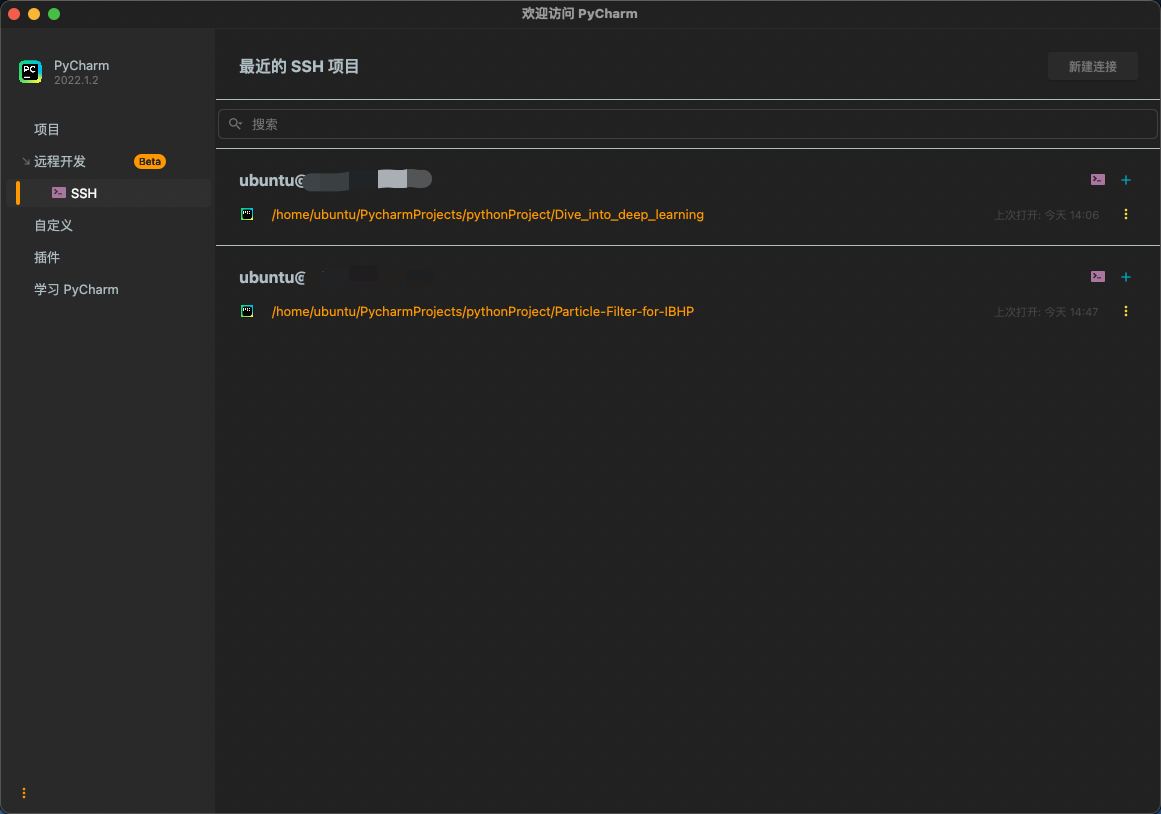 欢迎访问 PyCharm
PyCharm
2022.1.2
项目
远程开发 Beta
SSH
自定义
插件
学习 PyCharm
最近的 SSH 项目
新建连接
搜索
ubuntu@
/home/ubuntu/PycharmProjects/pythonProject/Dive_into_deep_learning
上次打开: 今天 14:06
ubuntu@
/home/ubuntu/PycharmProjects/pythonProject/Particle-Filter-for-IBHP
上次打开: 今天 14:47